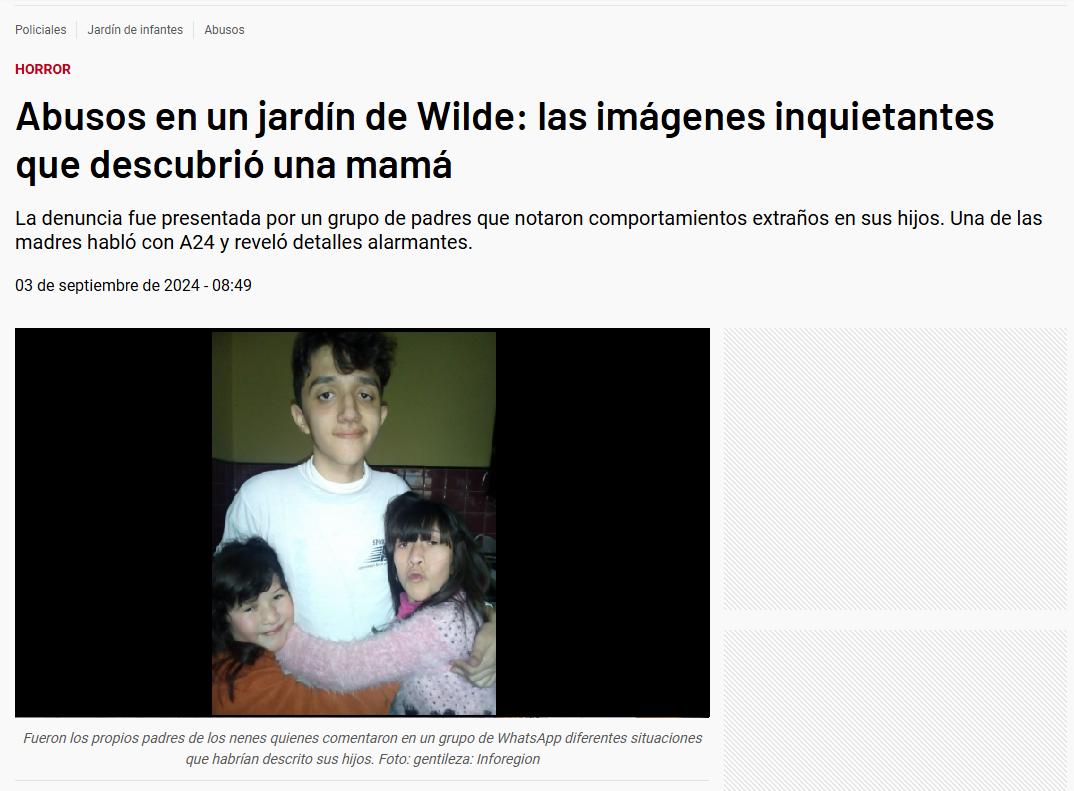 Policiales
Jardín de infantes
Abusos
HORROR
Abusos en un jardín de Wilde: las imágenes inquietantes
que descubrió una mamá
La denuncia fue presentada por un grupo de padres que notaron comportamientos extraños en sus hijos. Una de las
madres habló con A24 y reveló detalles alarmantes.
03 de septiembre de 2024 - 08:49
Fueron los propios padres de los nenes quienes comentaron en un grupo de WhatsApp diferentes situaciones
que habrían descrito sus hijos. Foto: gentileza: Inforegion